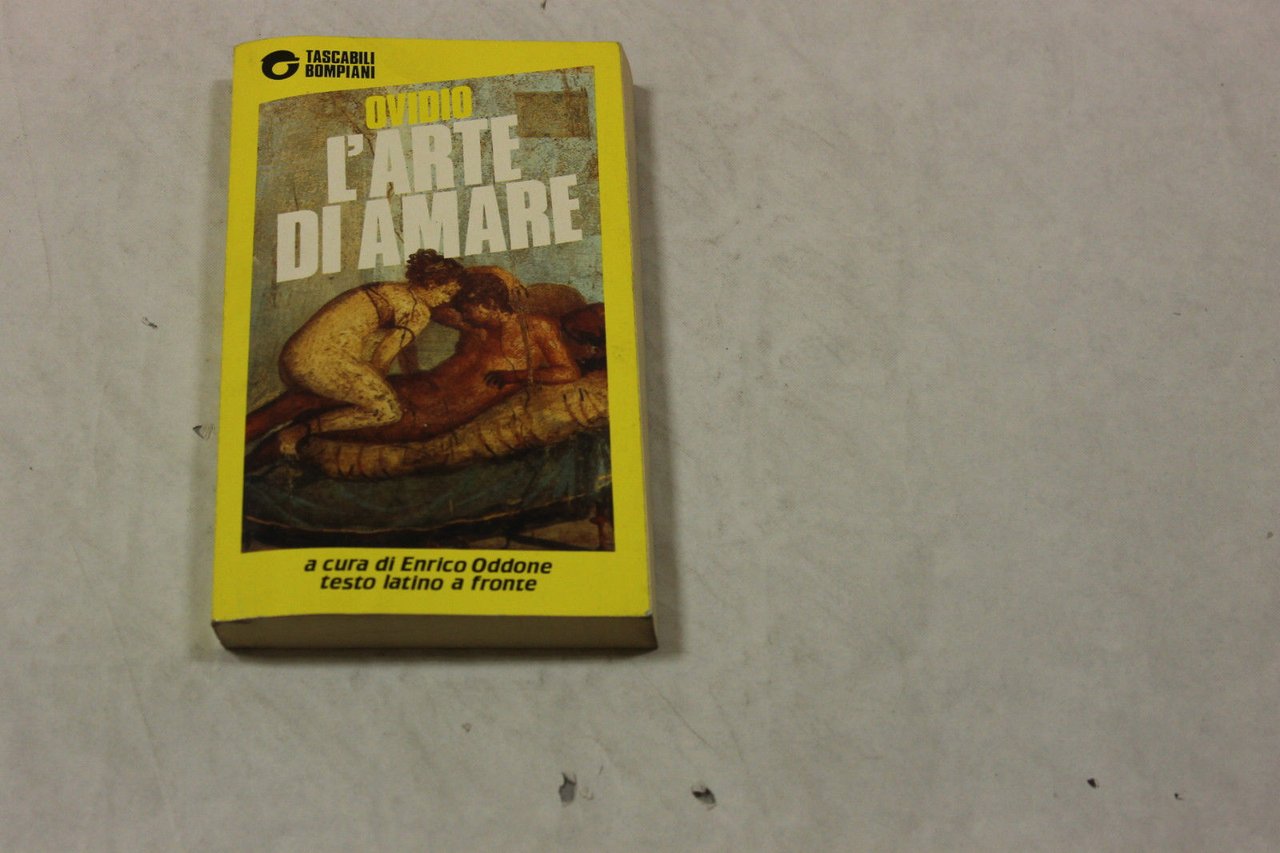 TASCABILI
BOMPIANI
OVIDIO
L'ARTE
DI AMARE
a cura di Enrico Oddone
testo latino a fronte